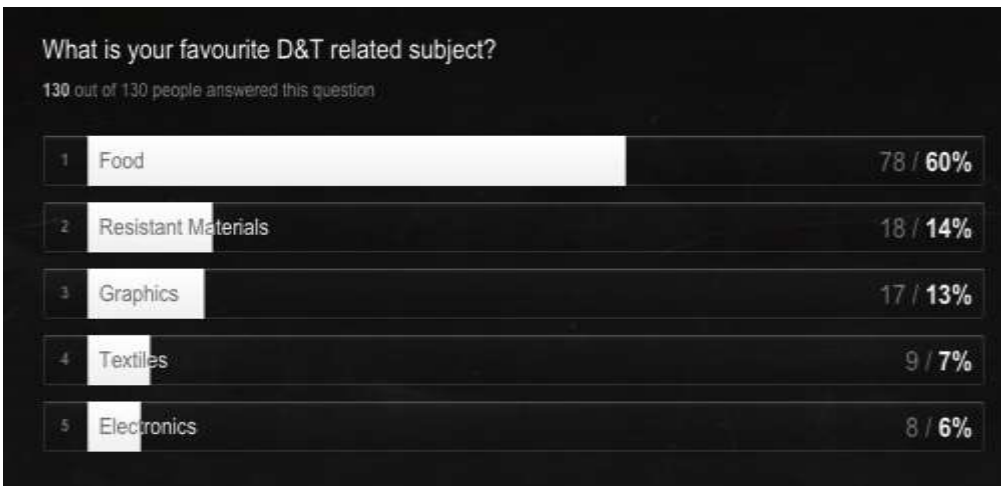 What is your favourite D&T related subject?
130 out of 130 people answered this question
1 Food 78 / 60%
2 Resistant Materials 18 / 14%
3 Graphics 17 / 13%
4 Textiles 9 / 7%
5 Electronics 8 / 6%